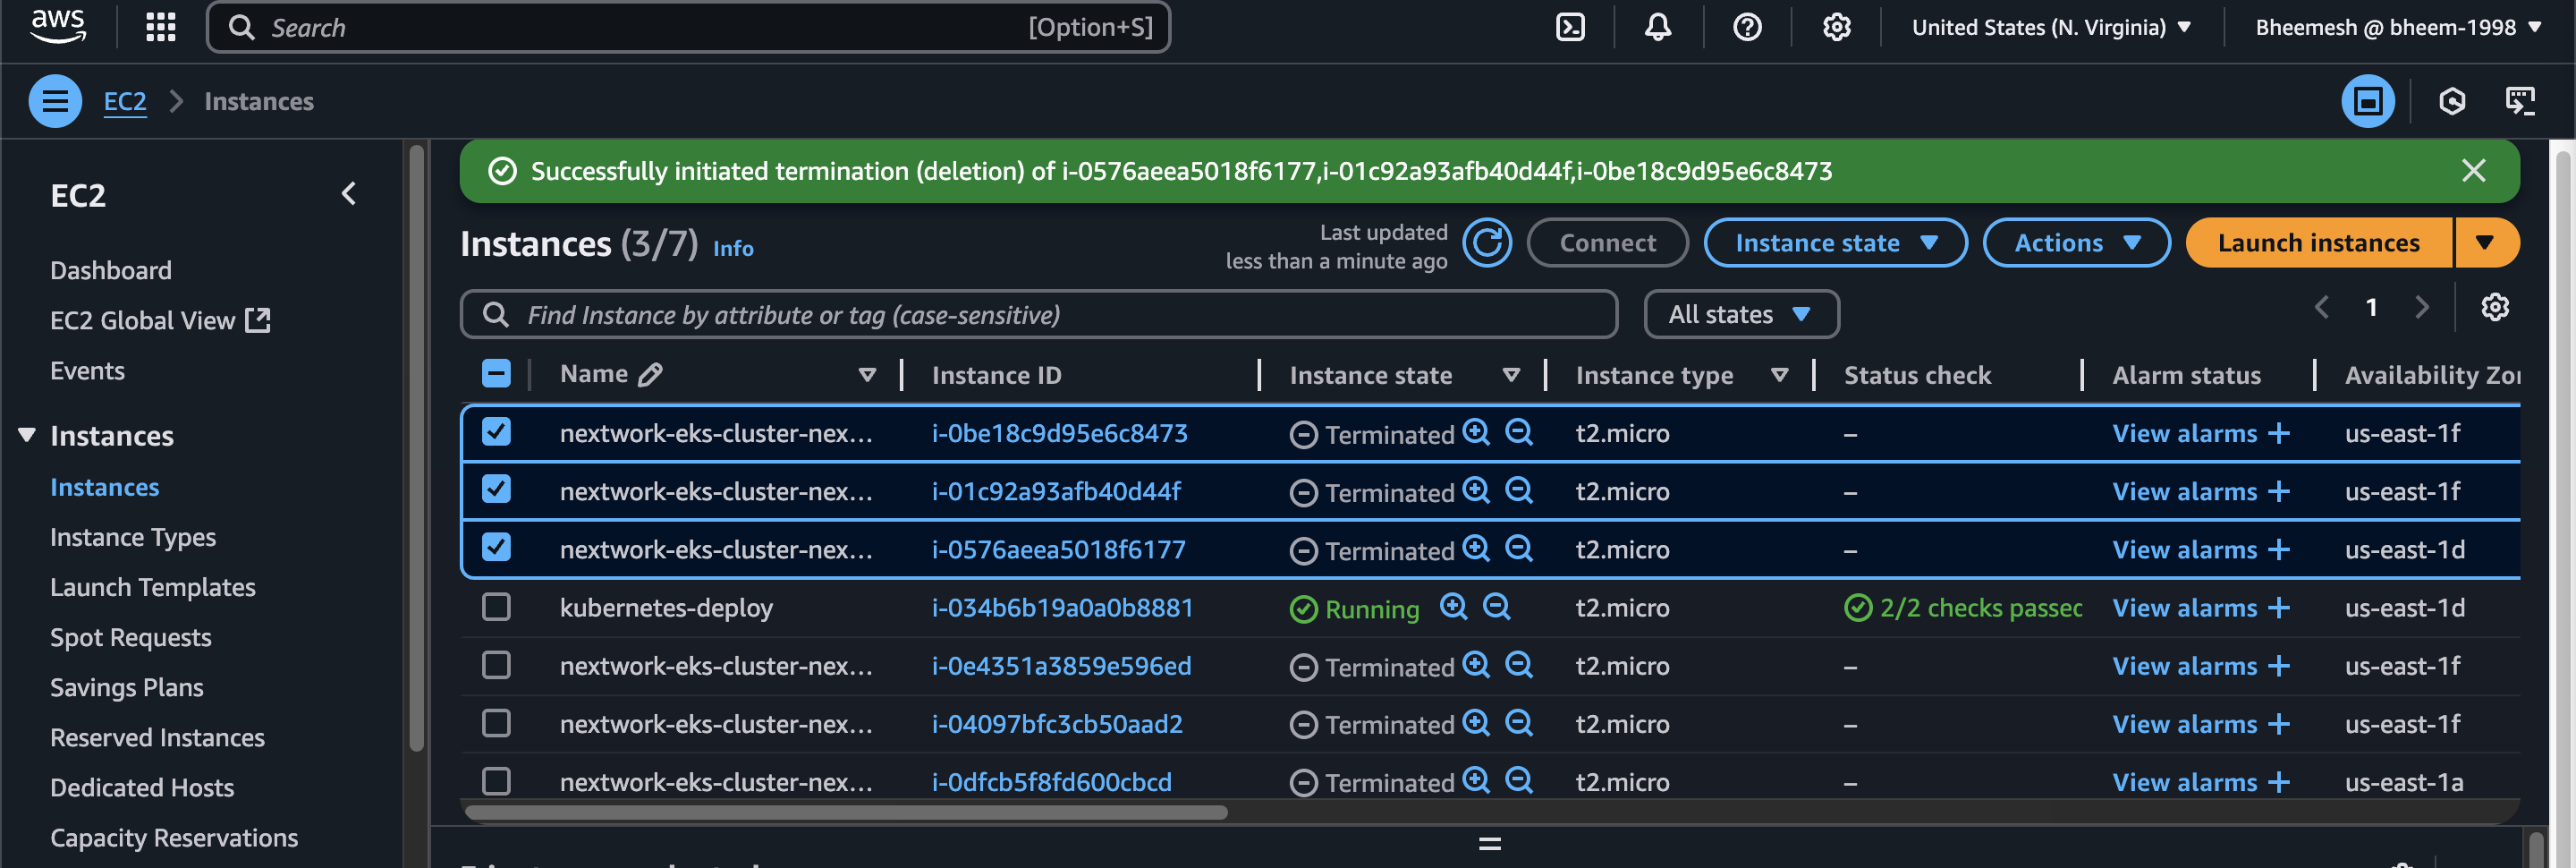 aws
Search
[Option+S]
United States (N. Virginia)
Bheemesh @ bheem-1998
EC2
Instances
EC2
Dashboard
EC2 Global View
Events
Instances
Instances
Instance Types
Launch Templates
Spot Requests
Savings Plans
Reserved Instances
Dedicated Hosts
Capacity Reservations
Successfully initiated termination (deletion) of i-0576aeea5018f6177,i-01c92a93afb40d44f,i-0be18c9d95e6c8473
Instances (3/7) Info
Last updated
less than a minute ago
Connect
Instance state
Actions
Launch instances
Find Instance by attribute or tag (case-sensitive)
All states
1
Name Instance ID Instance state Instance type Status check Alarm status Availability Zon
nextwork-eks-cluster-nex... i-0be18c9d95e6c8473 Terminated t2.micro – View alarms + us-east-1f
nextwork-eks-cluster-nex... i-01c92a93afb40d44f Terminated t2.micro – View alarms + us-east-1f
nextwork-eks-cluster-nex... i-0576aeea5018f6177 Terminated t2.micro – View alarms + us-east-1d
kubernetes-deploy i-034b6b19a0a0b8881 Running t2.micro 2/2 checks passed View alarms + us-east-1d
nextwork-eks-cluster-nex... i-0e4351a3859e596ed Terminated t2.micro – View alarms + us-east-1f
nextwork-eks-cluster-nex... i-04097bfc3cb50aad2 Terminated t2.micro – View alarms + us-east-1f
nextwork-eks-cluster-nex... i-0dfcb5f8fd600cbcd Terminated t2.micro – View alarms + us-east-1a